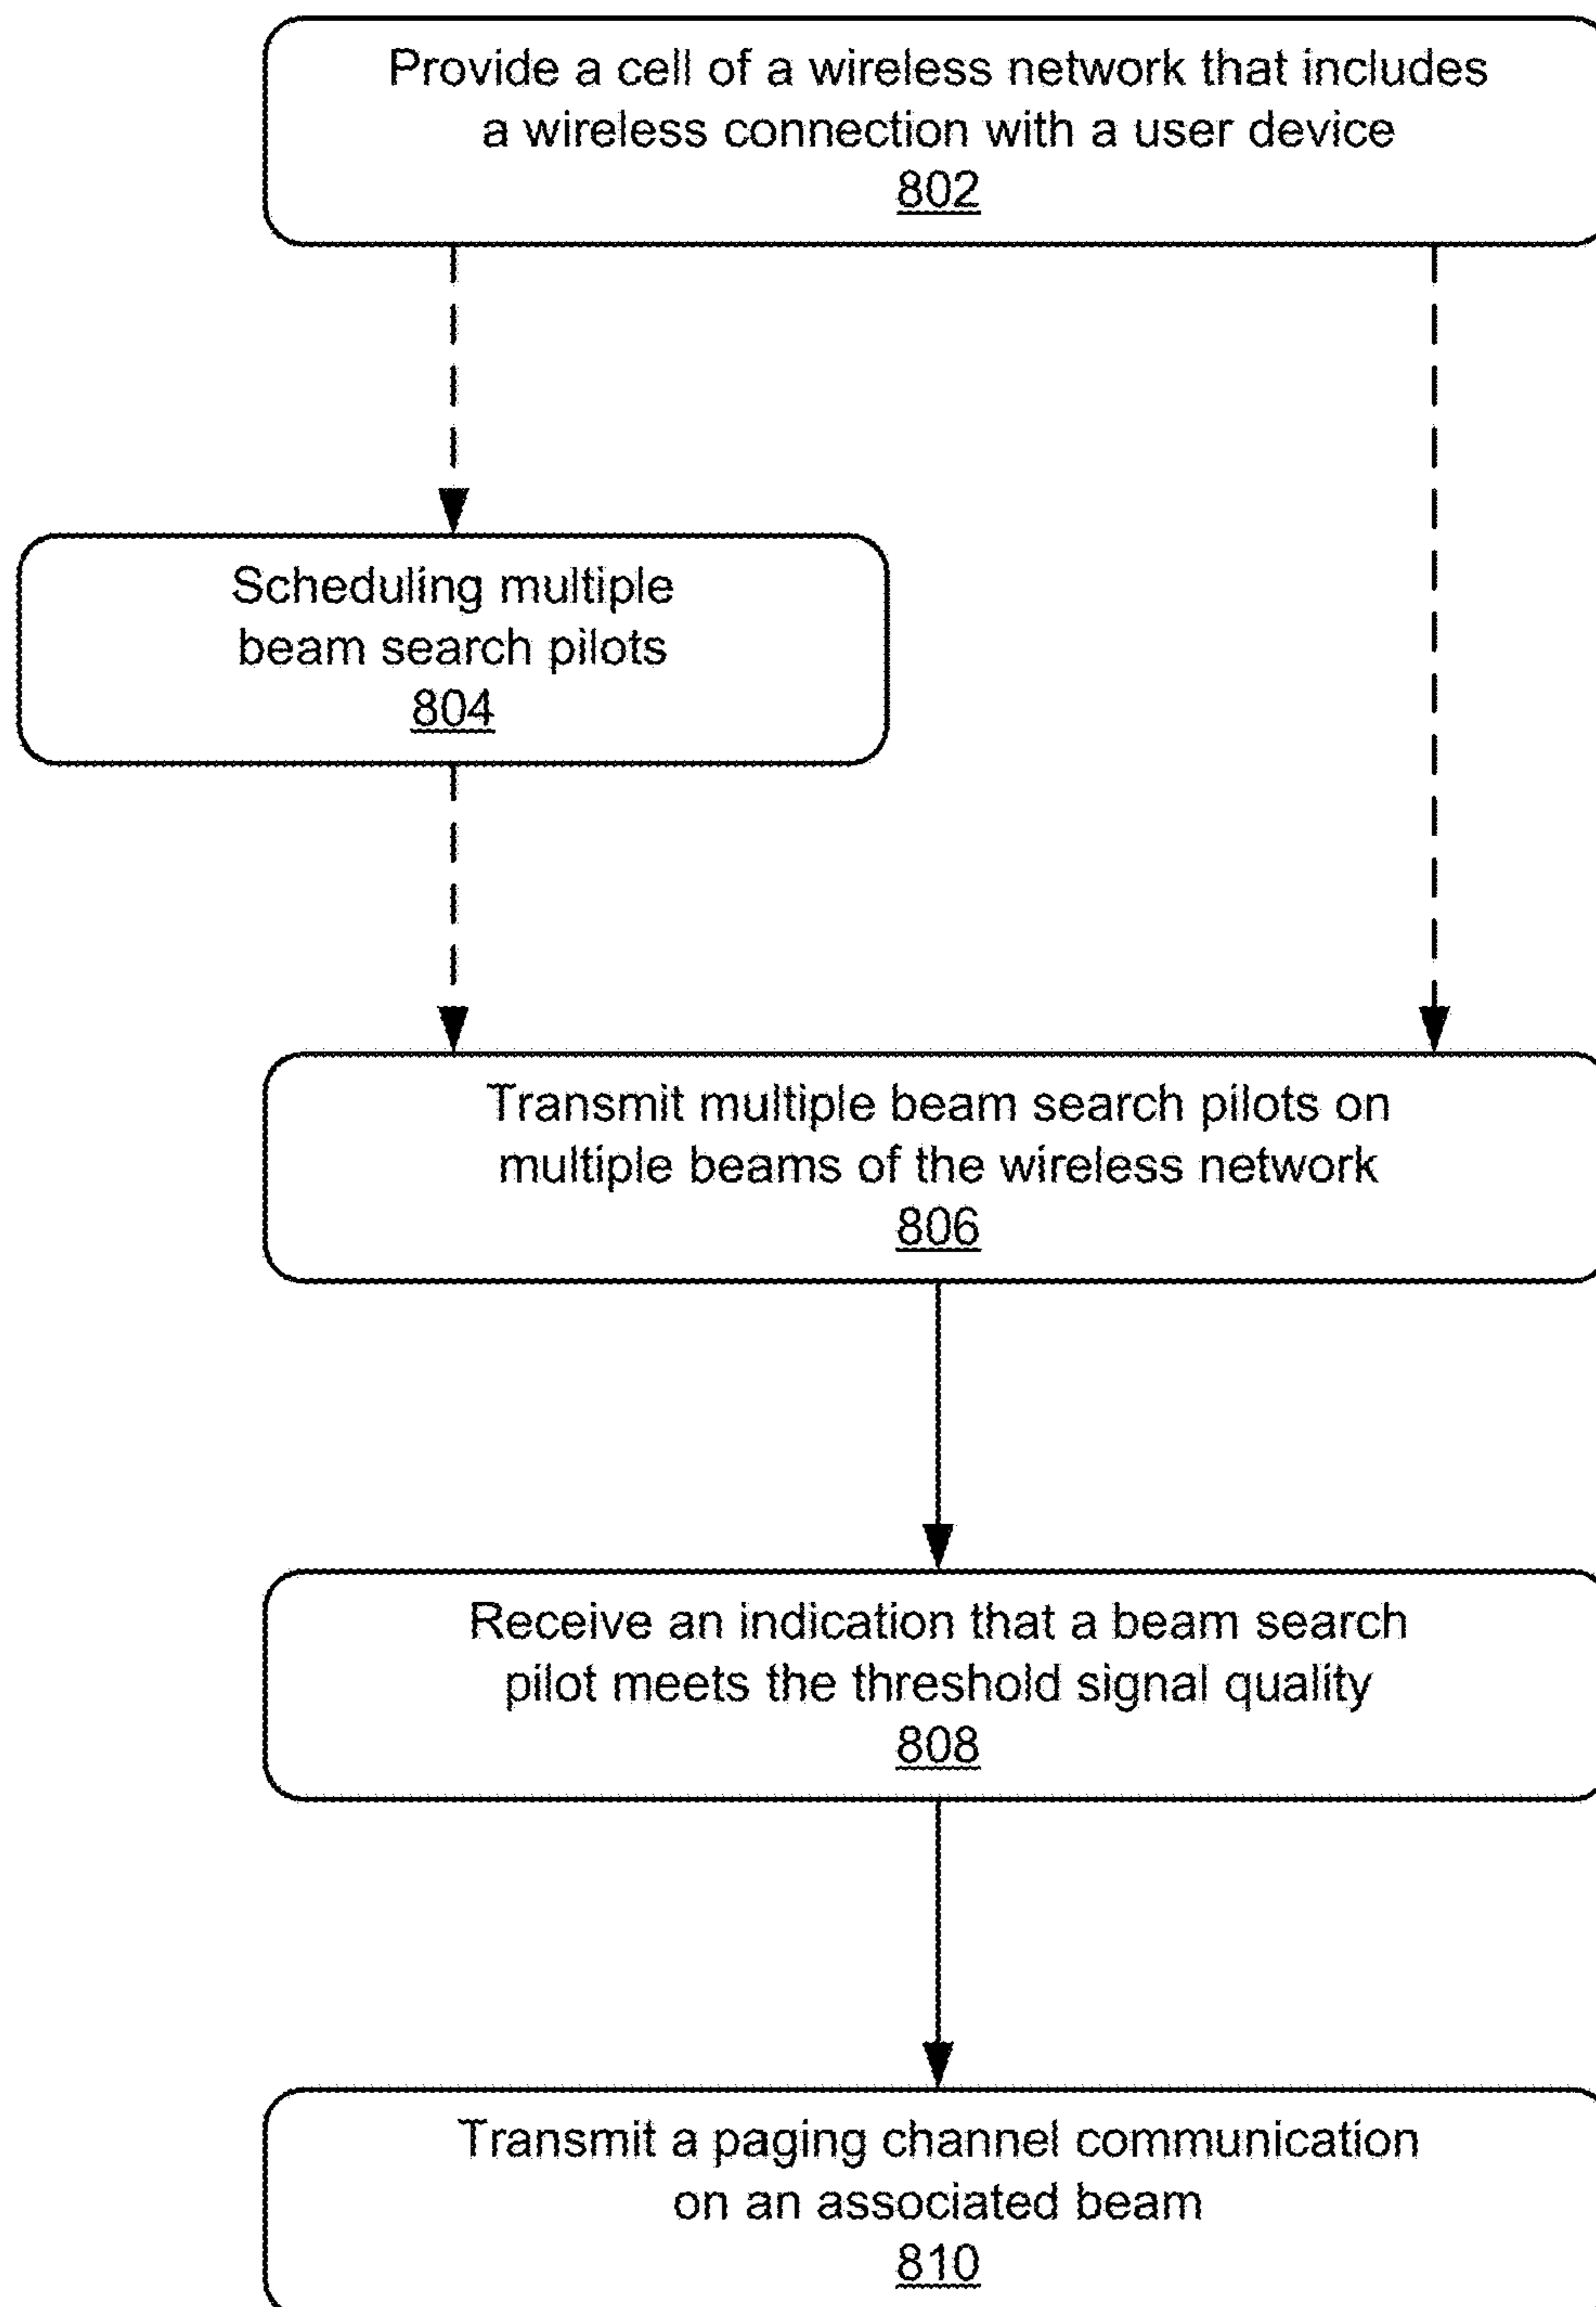 Provide a cell of a wireless network that includes
a wireless connection with a user device
802
Scheduling multiple
beam search pilots
804
Transmit multiple beam search pilots on
multiple beams of the wireless network
806
Receive an indication that a beam search
pilot meets the threshold signal quality
808
Transmit a paging channel communication
on an associated beam
810